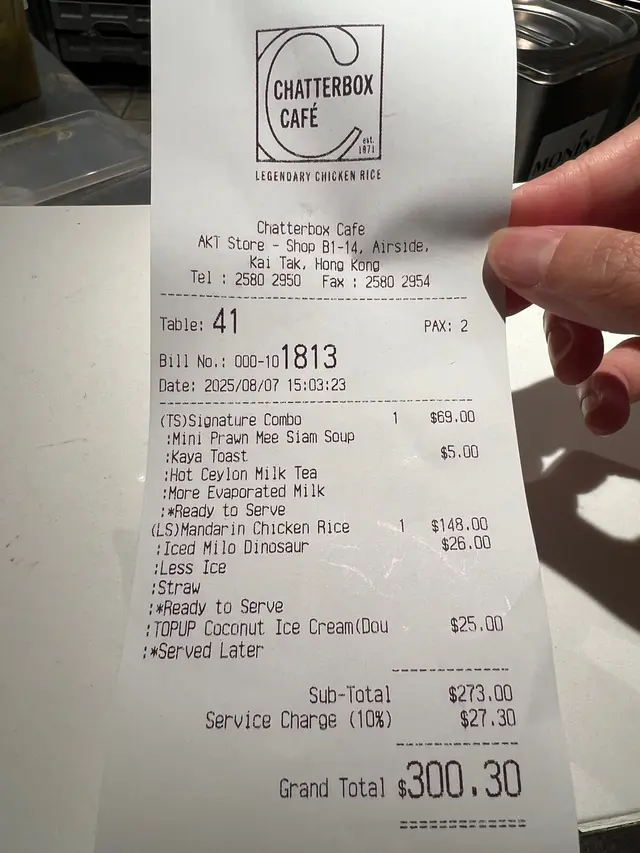 CHATTERBOX
CAFÉ
est.
1971
LEGENDARY CHICKEN RICE
Chatterbox Cafe
AKT Store - Shop B1-14, Airside,
Kai Tak, Hong Kong
Tel : 2580 2950 Fax : 2580 2954
Table: 41 PAX: 2
Bill No.: 000-101813
Date: 2025/08/07 15:03:23
(TS)Signature Combo 1 $69.00
:Mini Prawn Mee Siam Soup
:Kaya Toast $5.00
:Hot Ceylon Milk Tea
:More Evaporated Milk
:*Ready to Serve
(LS)Mandarin Chicken Rice 1 $148.00
:Iced Milo Dinosaur $26.00
:Less Ice
:Straw
:*Ready to Serve
:TOPUP Coconut Ice Cream(Dou $25.00
:*Served Later
Sub-Total $273.00
Service Charge (10%) $27.30
Grand Total $300.30
MONIN